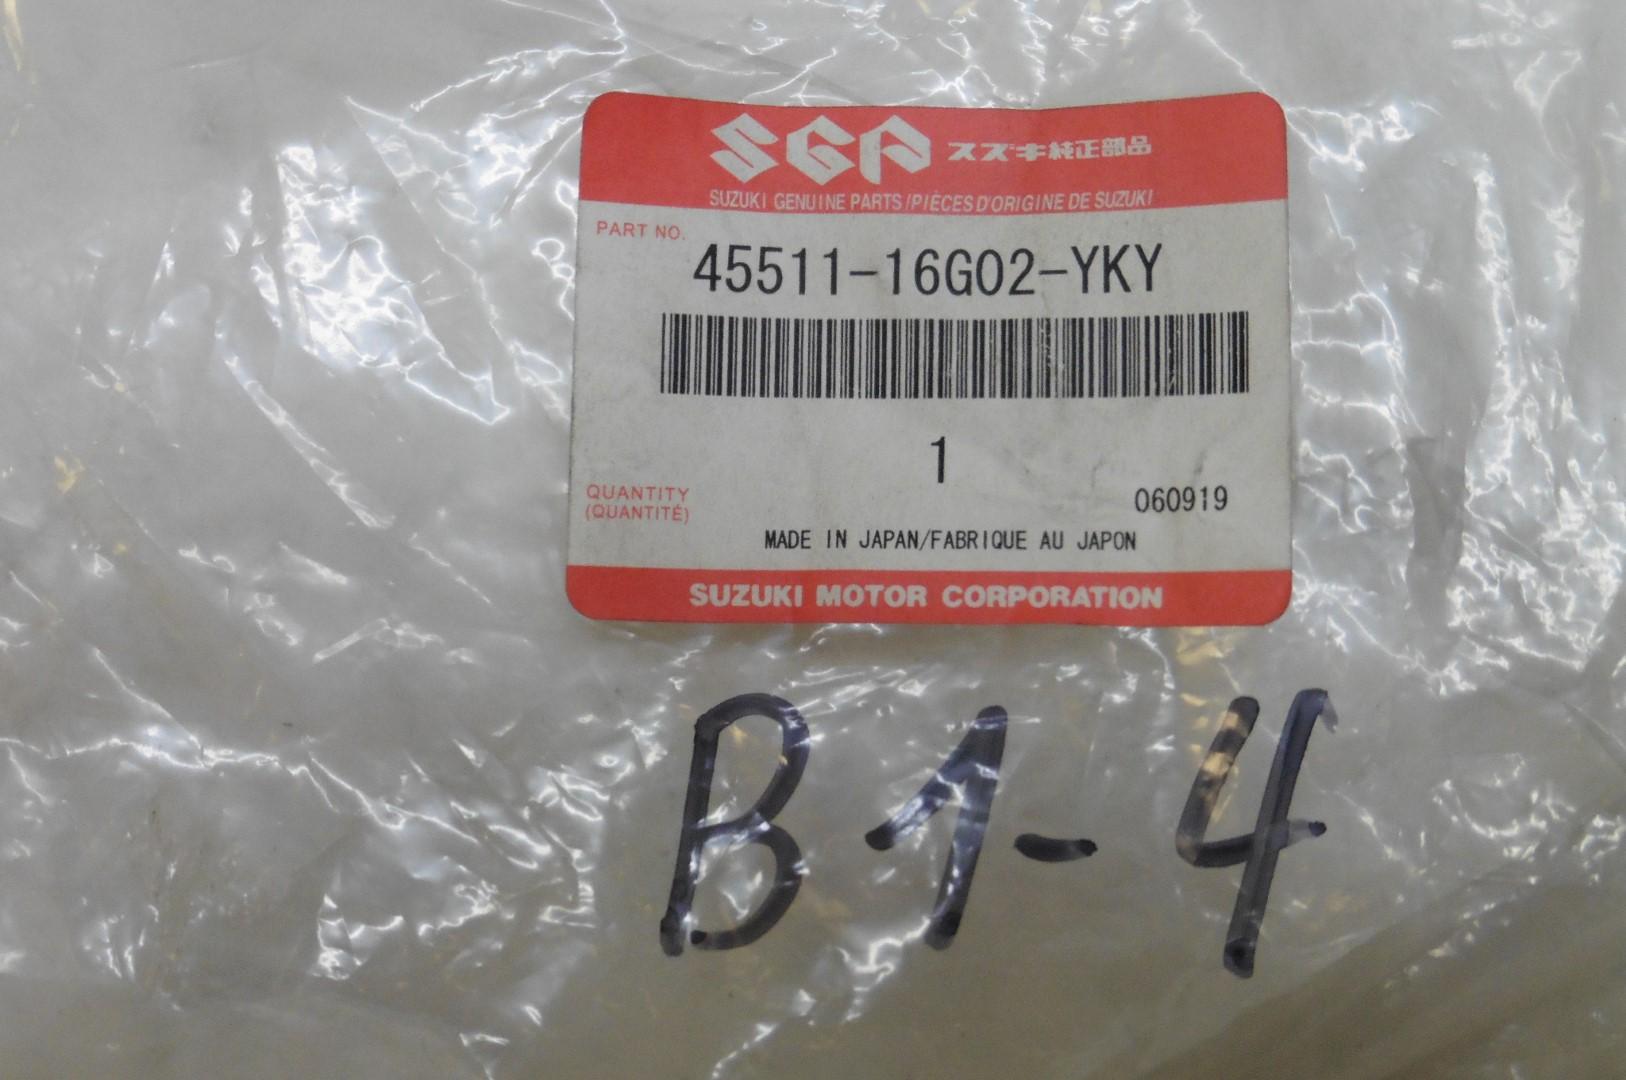 SGP スズキ純正部品
SUZUKI GENUINE PARTS/PIÈCES D'ORIGINE DE SUZUKI
PART NO.
45511-16G02-YKY
1
QUANTITY
(QUANTITÉ)
060919
MADE IN JAPAN/FABRIQUE AU JAPON
SUZUKI MOTOR CORPORATION
B1-4